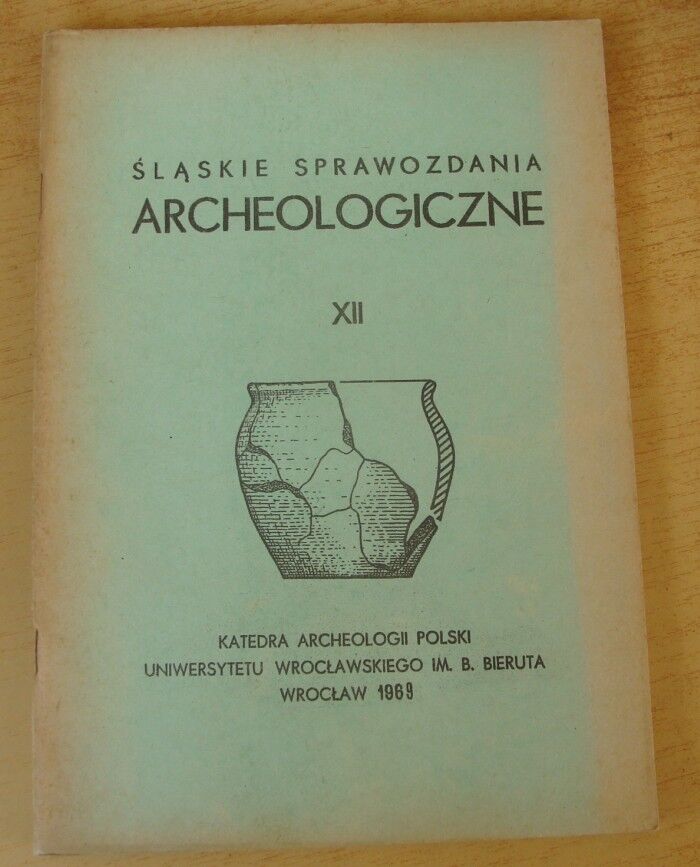 ŚLĄSKIE SPRAWOZDANIA
ARCHEOLOGICZNE
XII
KATEDRA ARCHEOLOGII POLSKI
UNIWERSYTETU WROCŁAWSKIEGO IM. B. BIERUTA
WROCŁAW 1969